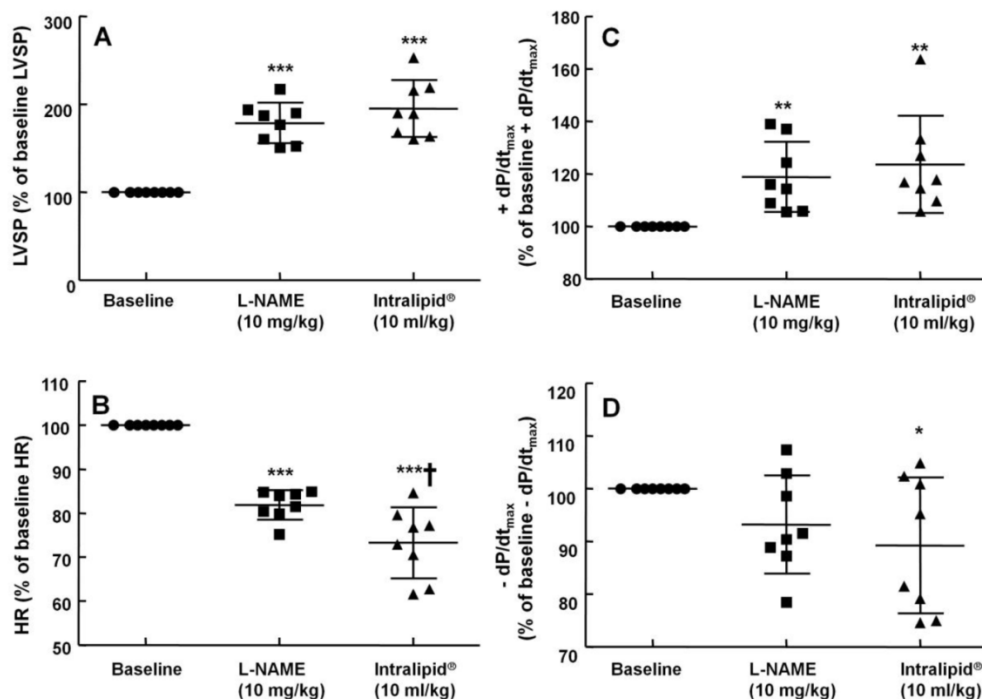 A
LVSP (% of baseline LVSP)
300
200
100
0
***
***
Baseline
L-NAME
(10 mg/kg)
Intralipid®
(10 ml/kg)
C
+ dP/dtmax
(% of baseline + dP/dtmax)
180
160
140
120
100
80
**
**
Baseline
L-NAME
(10 mg/kg)
Intralipid®
(10 ml/kg)
B
HR (% of baseline HR)
110
100
90
80
70
60
50
***
***†
Baseline
L-NAME
(10 mg/kg)
Intralipid®
(10 ml/kg)
D
- dP/dtmax
(% of baseline - dP/dtmax)
120
110
100
90
80
70
*
Baseline
L-NAME
(10 mg/kg)
Intralipid®
(10 ml/kg)